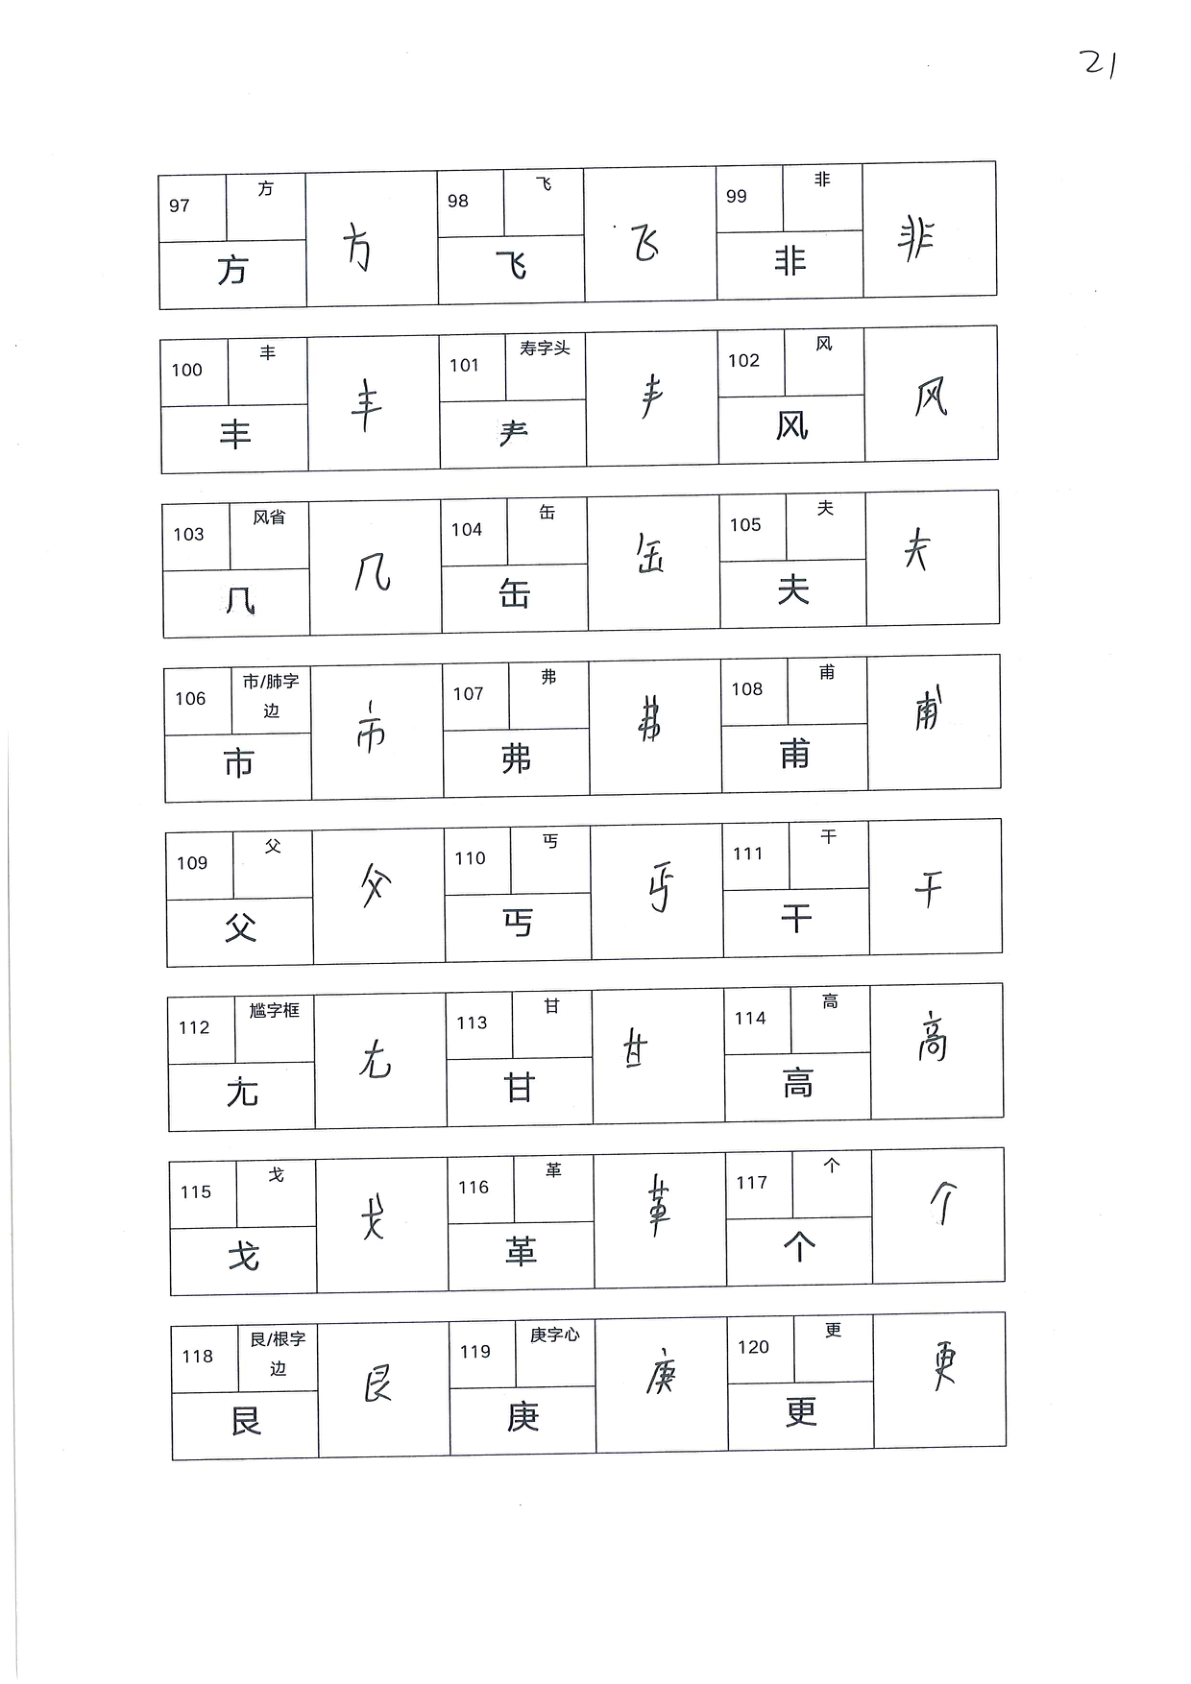 21
97 方 方 98 飞 飞 99 非 非
方 飞 非
100 丰 丰 101 寿字头 龵 102 风 风
丰 龵 风
103 风省 几 104 缶 缶 105 夫 夫
几 缶 夫
106 市/肺字边 市 107 弗 弗 108 甫 甫
市 弗 甫
109 父 父 110 丐 丐 111 干 干
父 丐 干
112 尴字框 尢 113 甘 甘 114 高 高
尢 甘 高
115 戈 戈 116 革 革 117 个 个
戈 革 个
118 艮/根字边 艮 119 庚字心 庚 120 更 更
艮 庚 更